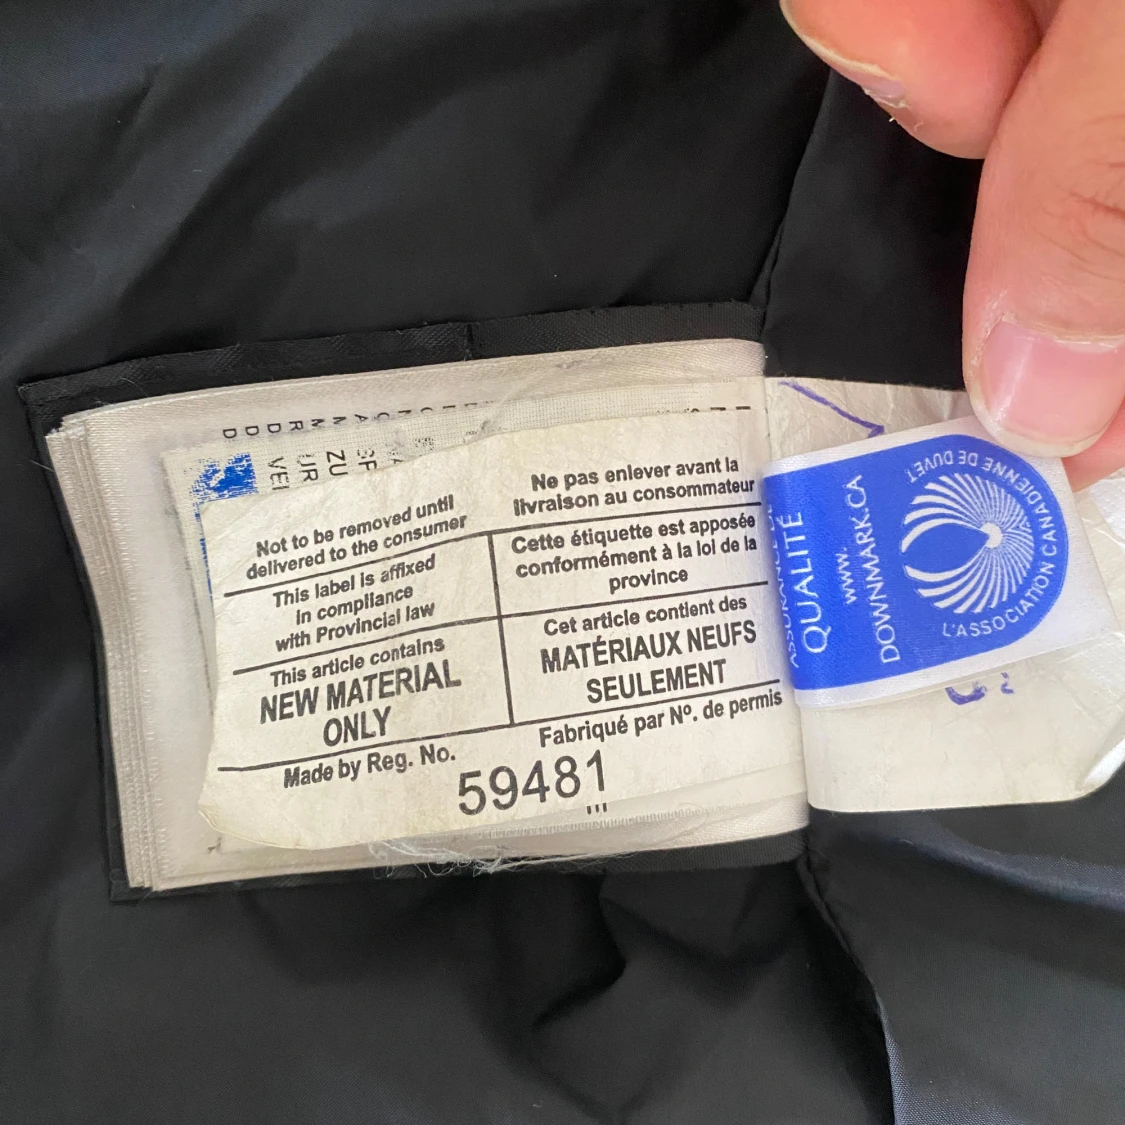 Not to be removed until
delivered to the consumer
This label is affixed
in compliance
with Provincial law
This article contains
NEW MATERIAL
ONLY
Made by Reg. No.
Ne pas enlever avant la
livraison au consommateur
Cette étiquette est apposée
conformément à la loi de la
province
Cet article contient des
MATÉRIAUX NEUFS
SEULEMENT
Fabriqué par Nº. de permis
59481
QUALITÉ
www.
DOWNMARK.CA
L'ASSOCIATION CANADIENNE DE DUVET
ZU